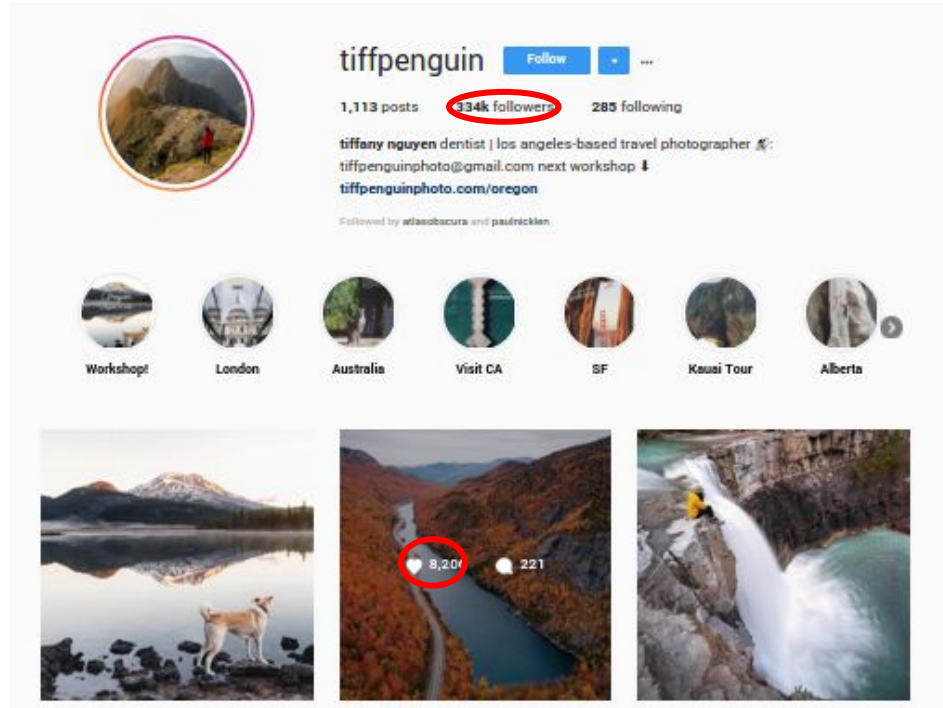 tiffpenguin Follow ...
1,113 posts 334k followers 285 following
tiffany nguyen dentist | los angeles-based travel photographer :
tiffpenguinphoto@gmail.com next workshop ⬇
tiffpenguinphoto.com/oregon
Followed by atlasobscura and paulnicklen
Workshop! London Australia Visit CA SF Kauai Tour Alberta
221